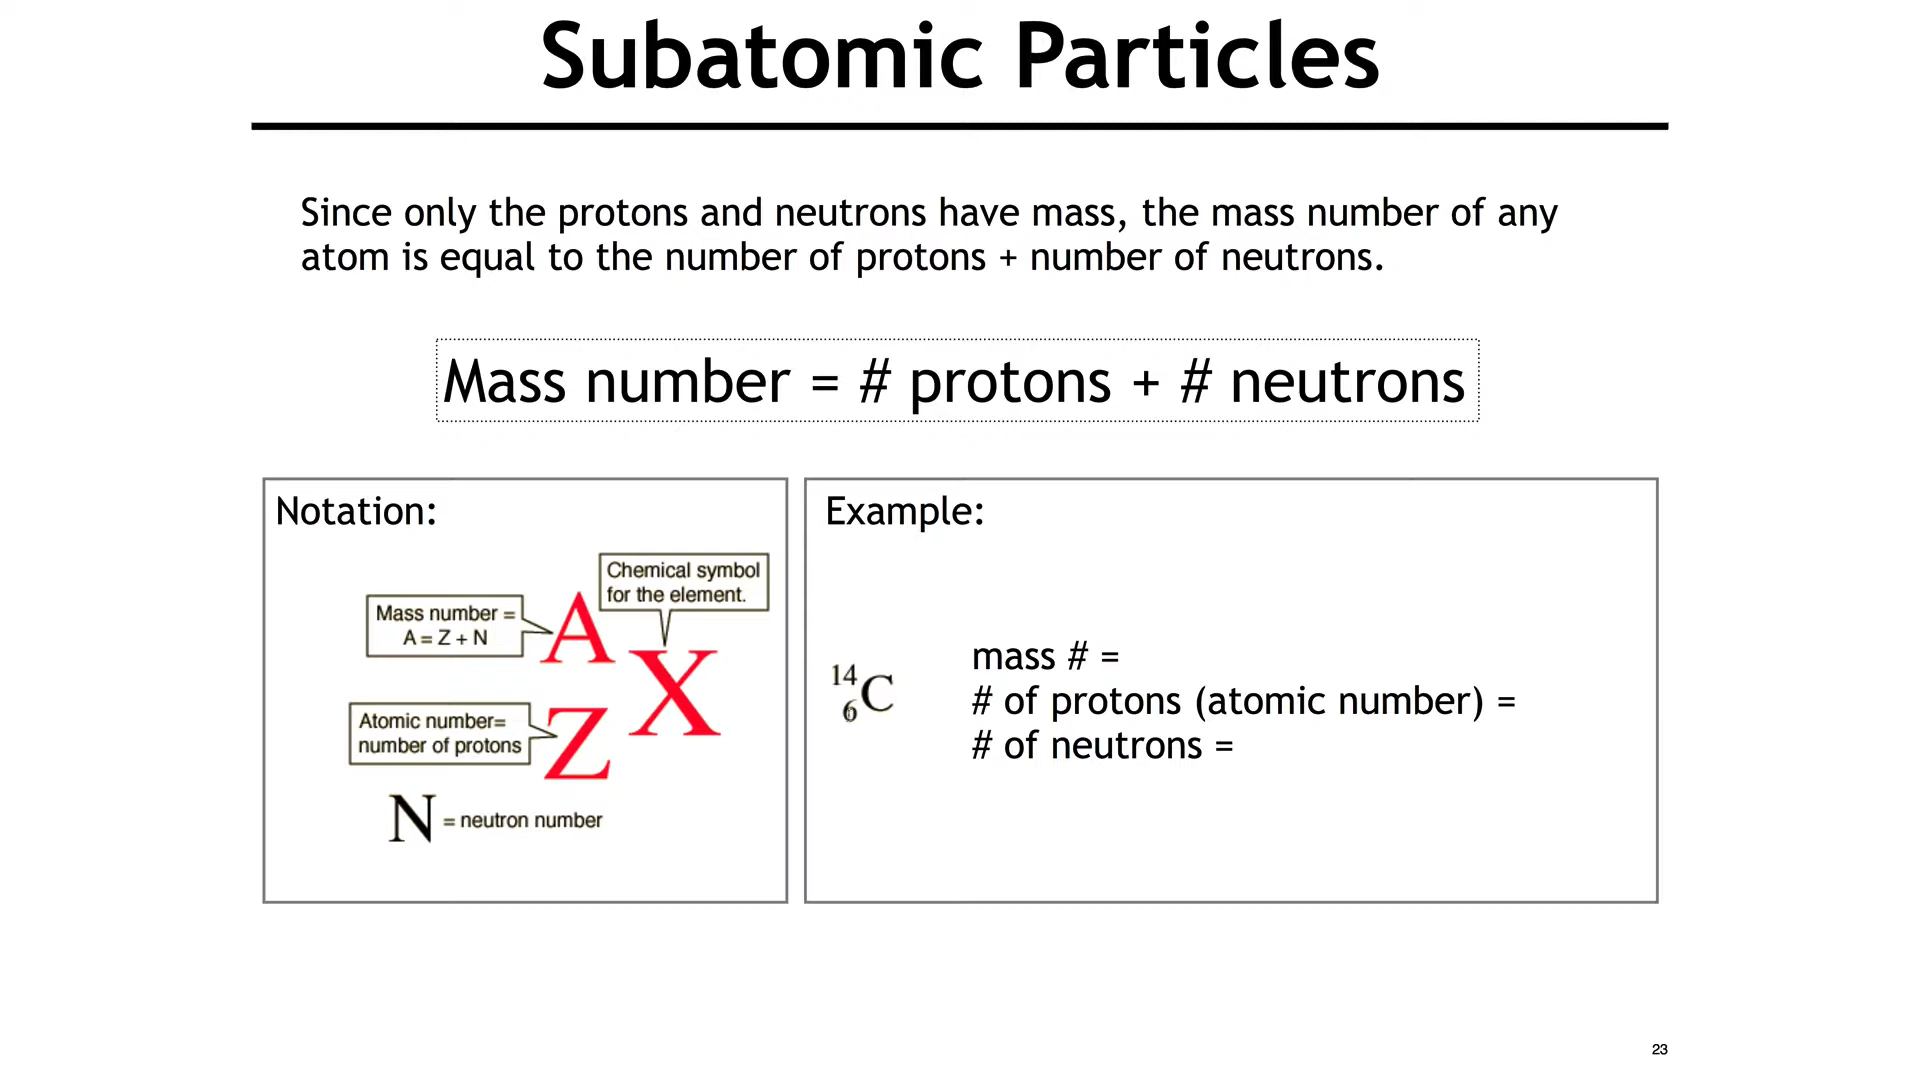 Subatomic Particles
Since only the protons and neutrons have mass, the mass number of any
atom is equal to the number of protons + number of neutrons.
Mass number = # protons + # neutrons
Notation:
Chemical symbol
for the element.
Mass number =
A = Z + N
A
X
Atomic number=
number of protons
Z
N = neutron number
Example:
14
6
C
mass # =
# of protons (atomic number) =
# of neutrons =
23